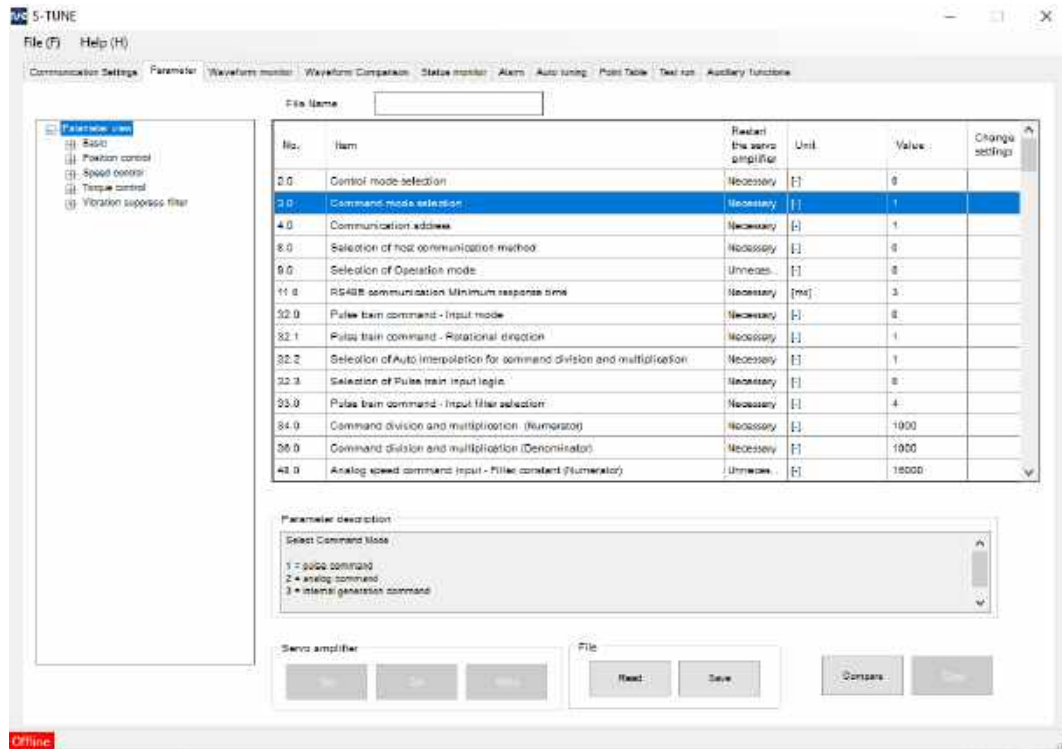 S-TUNE
File (F) Help (H)
Communication Settings Parameter Waveform monitor Waveform Comparison Status monitor Alarm Auto tuning Point Table Test run Auxiliary functions
File Name
Parameter view
Basic
Position control
Speed control
Torque control
Vibration suppress filter
No. Item Restart the servo amplifier Unit Value Change settings
2.0 Control mode selection Necessary [-] 0
3.0 Command mode selection Necessary [-] 1
4.0 Communication address Necessary [-] 1
8.0 Selection of host communication method Necessary [-] 0
9.0 Selection of Operation mode Unneces... [-] 0
11.0 RS485 communication Minimum response time Necessary [ms] 3
32.0 Pulse train command - Input mode Necessary [-] 0
32.1 Pulse train command - Rotational direction Necessary [-] 1
32.2 Selection of Auto interpolation for command division and multiplication Necessary [-] 1
32.3 Selection of Pulse train input logic Necessary [-] 0
33.0 Pulse train command - Input filter selection Necessary [-] 4
34.0 Command division and multiplication (Numerator) Necessary [-] 1000
36.0 Command division and multiplication (Denominator) Necessary [-] 1000
48.0 Analog speed command input - Filter constant (Numerator) Unneces... [-] 16000
Parameter description
Select Command Mode
1 = pulse command
2 = analog command
3 = internal generation command
Servo amplifier
File
Read Save Compare
Offline